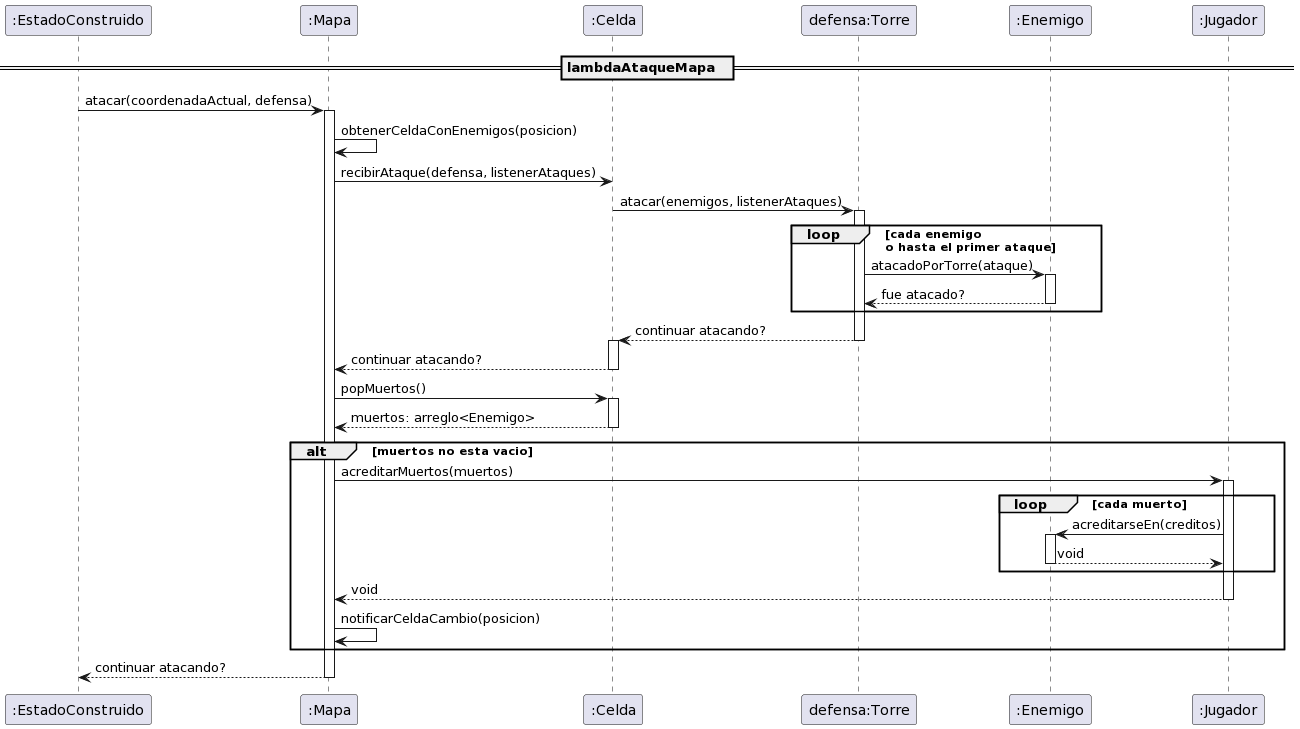 :EstadoConstruido :Mapa :Celda defensa:Torre :Enemigo :Jugador
lambdaAtaqueMapa
atacar(coordenadaActual, defensa)
obtenerCeldaConEnemigos(posicion)
recibirAtaque(defensa, listenerAtaques)
atacar(enemigos, listenerAtaques)
loop [cada enemigo
o hasta el primer ataque]
atacadoPorTorre(ataque)
fue atacado?
continuar atacando?
continuar atacando?
popMuertos()
muertos: arreglo<Enemigo>
alt [muertos no esta vacio]
acreditarMuertos(muertos)
loop [cada muerto]
acreditarseEn(creditos)
void
void
notificarCeldaCambio(posicion)
continuar atacando?
:EstadoConstruido :Mapa :Celda defensa:Torre :Enemigo :Jugador